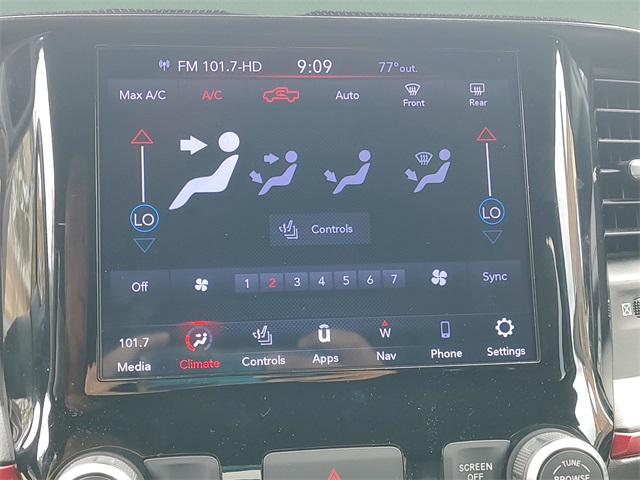 FM 101.7-HD 9:09 77° out.
Max A/C A/C Auto Front Rear
LO LO
Controls
Off 1 2 3 4 5 6 7 Sync
101.7 W
Media Climate Controls Apps Nav Phone Settings
SCREEN OFF
TUNE
BROWSE